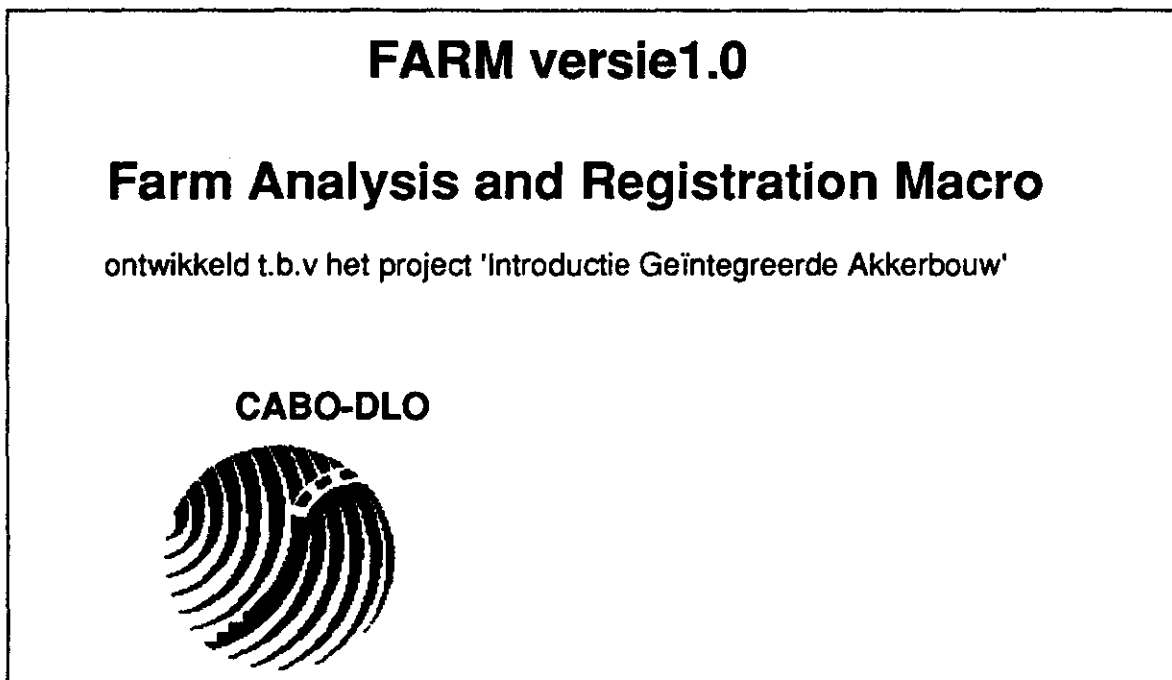 FARM versie1.0
Farm Analysis and Registration Macro
ontwikkeld t.b.v het project 'Introductie Geïntegreerde Akkerbouw'
CABO-DLO